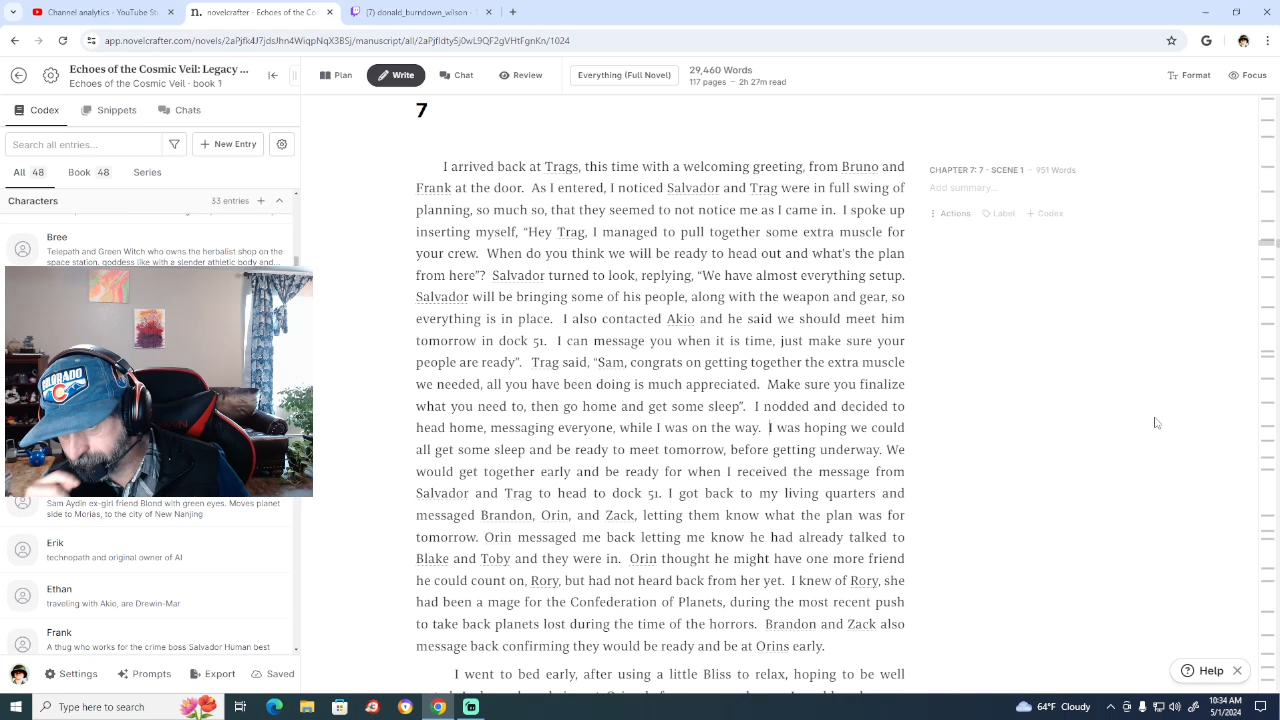 [1] Echoes of the C
dashboard
Channel content - YouTube Stu
Echoes of the Cosmic Veil: Lega
(7) dmzjmb1 - Twitch
app.novelcrafter.com/manuscript/2aPjfKJ3qvuNpall/2aPjflDly5j0wL9QF2gVHtFgnKn/1024
Echoes of the Cosmic Veil: Legacy ...
Echoes of the Cosmic Veil: Legacy · book 1
Plan
Write
Chat
Review
Everything (Full Novel)
29,460 Words
117 pages – 2h 27m read
Format
Focus
Codex
Snippets
Chats
Search all entries...
New Entry
All 48
Book 48
Series
Characters
33 entries
Bree
Telepath and Green Witch who owns the herbalist shop on the
space station, goddess like with a slender athletic body and...
Sam Aydin ex-girl friend Blond with green eyes. Moves planet
side to Morias, to the city of New Nanjing
Erik
technopath and original owner of AI
Ethan
traveling with Akio, are Drewin-Mar
Frank
A thug who works for the crime boss Salvador Human best
Settings
Prompts
Export
Saved
7
I arrived back at Trags, this time with a welcoming greeting, from Bruno and
Frank at the door. As I entered, I noticed Salvador and Trag were in full swing of
planning, so much so, that they seemed to not notice me as I came in. I spoke up
inserting myself, “Hey Trag, I managed to pull together some extra muscle for
your crew. When do you think we will be ready to head out and what's the plan
from here”? Salvador turned to look, replying, “We have almost everything setup.
Salvador will be bringing some of his people, along with the weapon and gear, so
everything is in place. I also contacted Akio and he said we should meet him
tomorrow in dock 51. I can message you when it is time, just make sure your
people are ready”. Trag said, “Sam, congrats on getting together the extra muscle
we needed, all you have been doing is much appreciated. Make sure you finalize
what you need to, then go home and get some sleep”. I nodded and decided to
head home, messaging everyone, while I was on the way. I was hoping we could
all get some sleep and be ready to meet tomorrow, before getting underway. We
would get together early and be ready for when I received the message from
Salvador and Trag to head to dock 51. I got back to my living quarters and
messaged Brandon, Orin, and Zack, letting them know what the plan was for
tomorrow. Orin messaged me back letting me know he had already talked to
Blake and Toby and they were in. Orin thought he might have one more friend
he could count on, Rory, but had not heard back from her yet. I knew of Rory, she
had been a mage for the Confederation of Planets, during the most recent push
to take back planets lost during the time of the horrors. Brandon and Zack also
message back confirming they would be ready and be at Orins early.
I went to bed early, after using a little Bliss to relax, hoping to be well
CHAPTER 7: 7 - SCENE 1 – 951 Words
Add summary...
Actions
Label
Codex
Help
COLORADO
Type here to search
64°F Cloudy
10:34 AM
5/1/2024